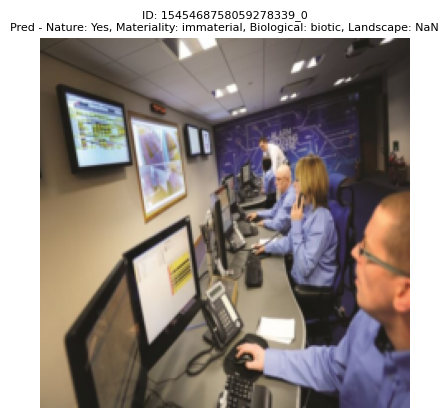 ID: 1545468758059278339_0
Pred - Nature: Yes, Materiality: immaterial, Biological: biotic, Landscape: NaN